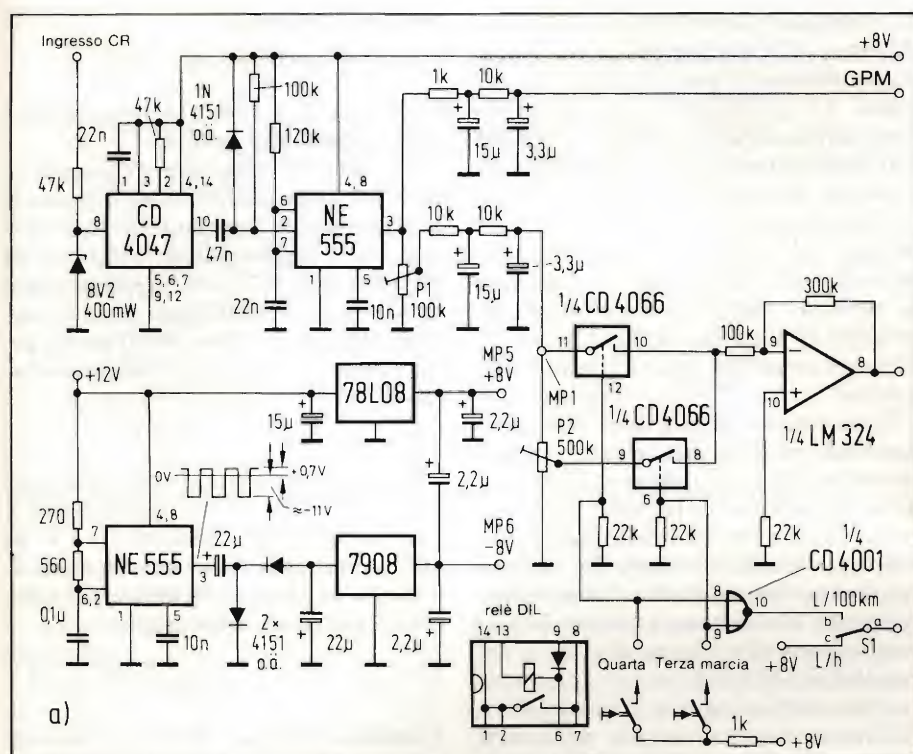 Ingresso CR
+8V
GPM
1N
4151
o.ä.
100k
47k
22n
120k
1k
10k
15µ
3,3µ
47k
1
3
2
4,14
8
CD
4047
10
47n
5,6,7
9,12
8V2
400mW
6
2
7
NE
555
4,8
3
1
5
22n
10n
P1
100k
10k
10k
15µ
3,3µ
1/4 CD 4066
11
10
12
MP1
100k
300k
9
8
10
1/4 LM 324
+12V
78L08
MP5
+8V
15µ
2,2µ
2,2µ
1/4 CD 4066
P2
500k
9
8
6
0V
+0,7V
≈-11V
270
7
560
6,2
0,1µ
NE 555
4,8
3
1
5
10n
22µ
2×
4151
o.ä.
22µ
7908
2,2µ
MP6
-8V
22k
22k
22k
1/4
CD 4001
8
9
10
L/100km
b
c
a
S1
L/h
+8V
relè DIL
14 13 9 8
1 2 6 7
Quarta Terza marcia
1k
+8V
a)